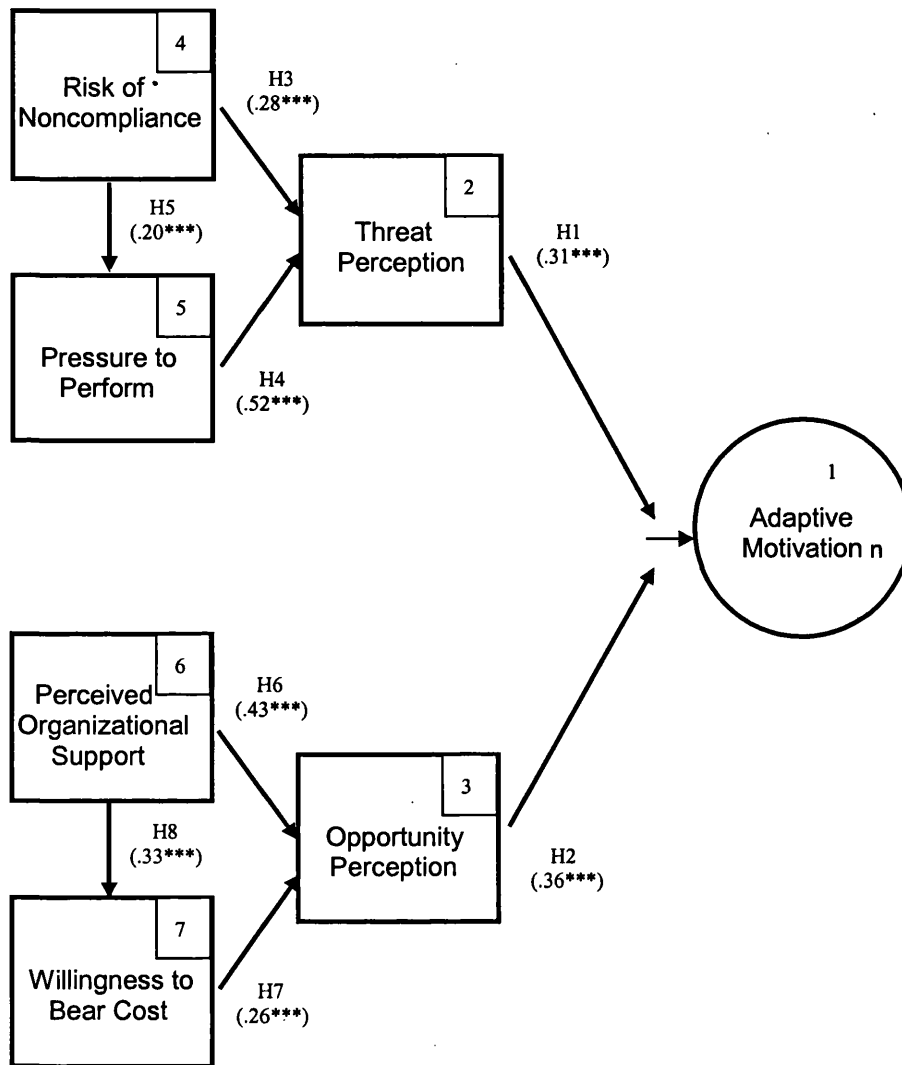 4
Risk of
Noncompliance
H3
(.28***)
2
Threat
Perception
H5
(.20***)
H1
(.31***)
5
Pressure to
Perform
H4
(.52***)
1
Adaptive
Motivation n
6
Perceived
Organizational
Support
H6
(.43***)
3
Opportunity
Perception
H8
(.33***)
H2
(.36***)
7
Willingness to
Bear Cost
H7
(.26***)